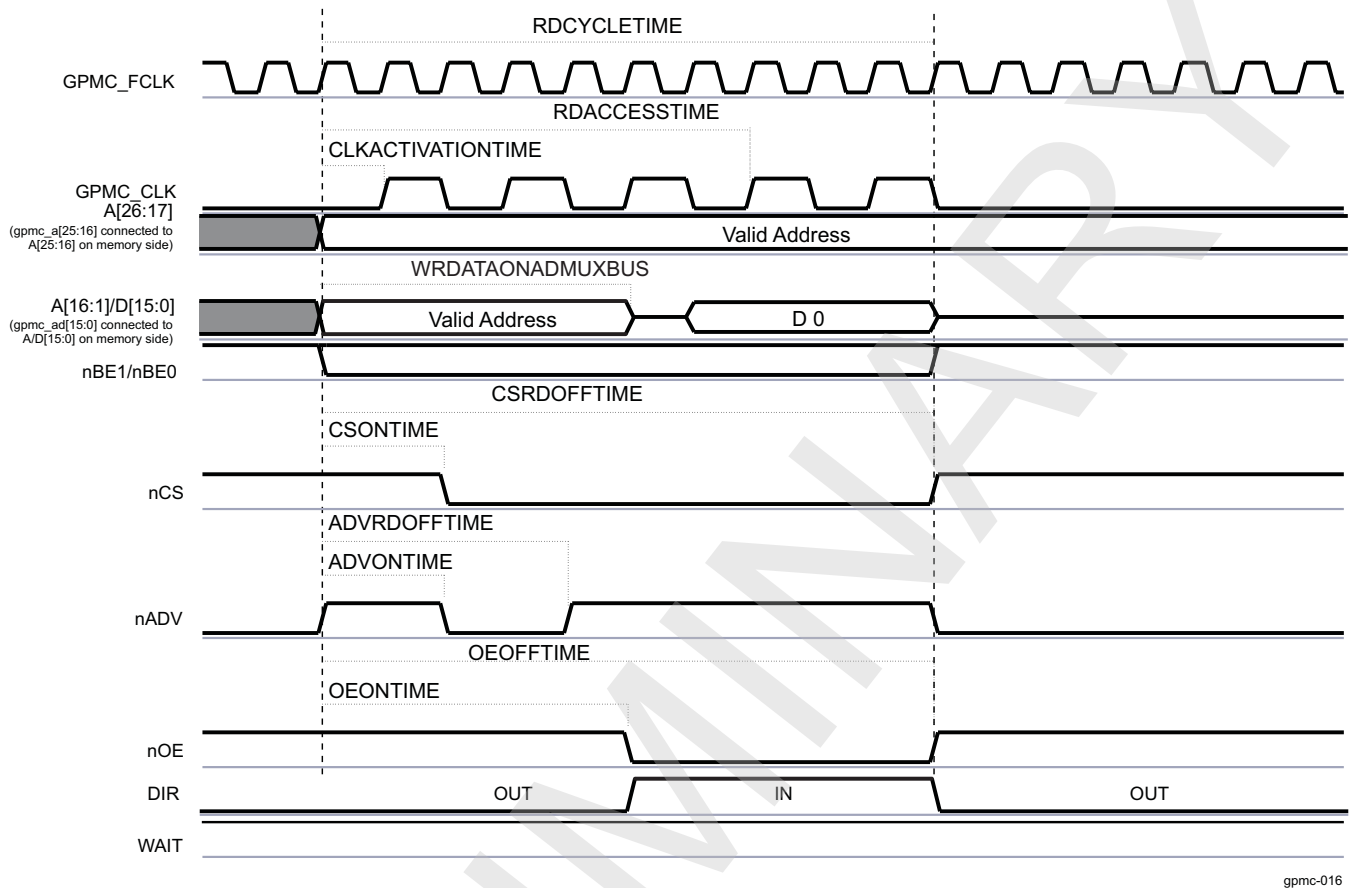 RDCYCLETIME
GPMC_FCLK
RDACCESSTIME
CLKACTIVATIONTIME
GPMC_CLK
A[26:17]
(gpmc_a[25:16] connected to
A[25:16] on memory side)
Valid Address
WRDATAONADMUXBUS
A[16:1]/D[15:0]
(gpmc_ad[15:0] connected to
A/D[15:0] on memory side)
Valid Address
D 0
nBE1/nBE0
CSRDOFFTIME
CSONTIME
nCS
ADVRDOFFTIME
ADVONTIME
nADV
OEOFFTIME
OEONTIME
nOE
DIR
OUT
IN
OUT
WAIT
gpmc-016
MINARY